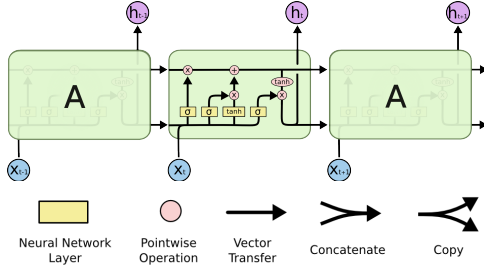 hₜ₋₁ hₜ hₜ₊₁
A A
x x + tanh x x
σ σ tanh σ
Xₜ₋₁ Xₜ Xₜ₊₁
Neural Network
Layer
Pointwise
Operation
Vector
Transfer
Concatenate
Copy